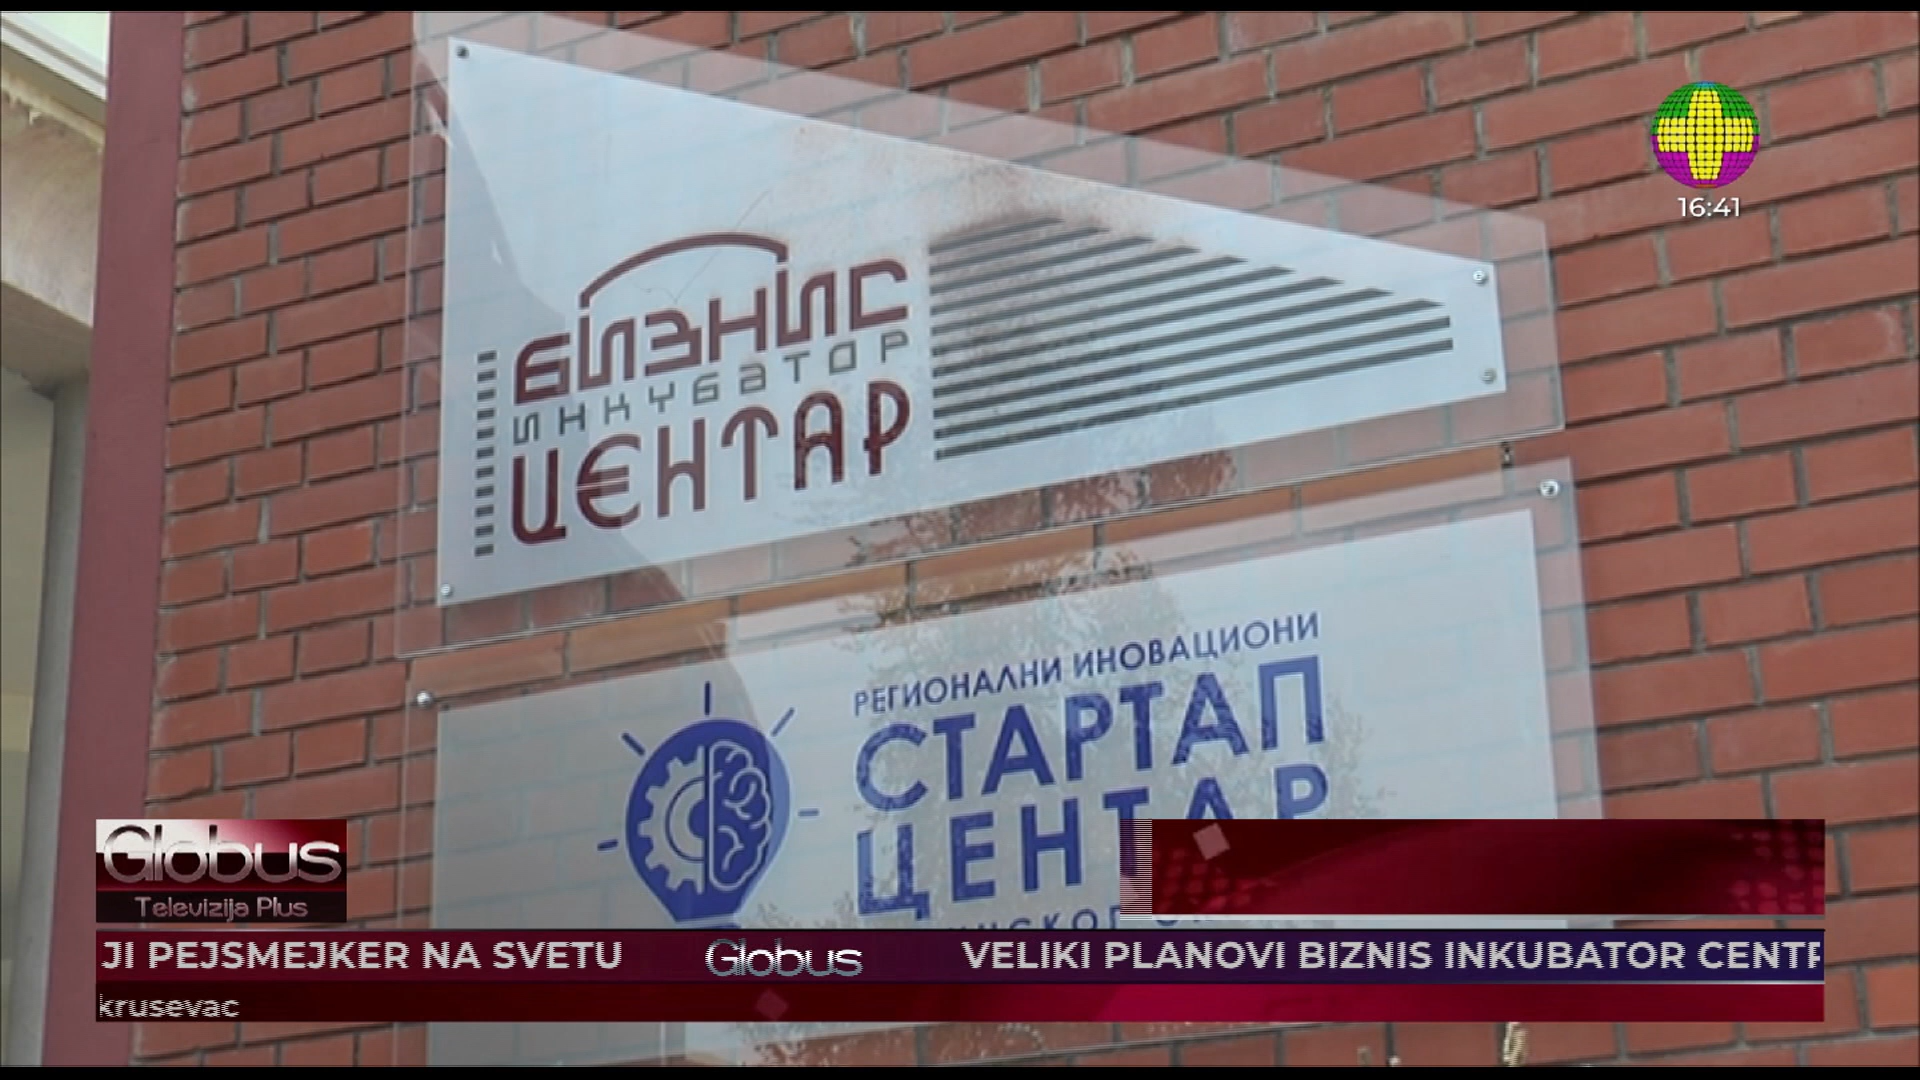 16:41
БИЗНИС
ИНКУБАТОР
ЦЕНТАР
РЕГИОНАЛНИ ИНОВАЦИОНИ
СТАРТАП
ЦЕНТАР
Globus
Televizija Plus
JI PEJSMEJKER NA SVETU Globus VELIKI PLANOVI BIZNIS INKUBATOR CENTR
krusevac